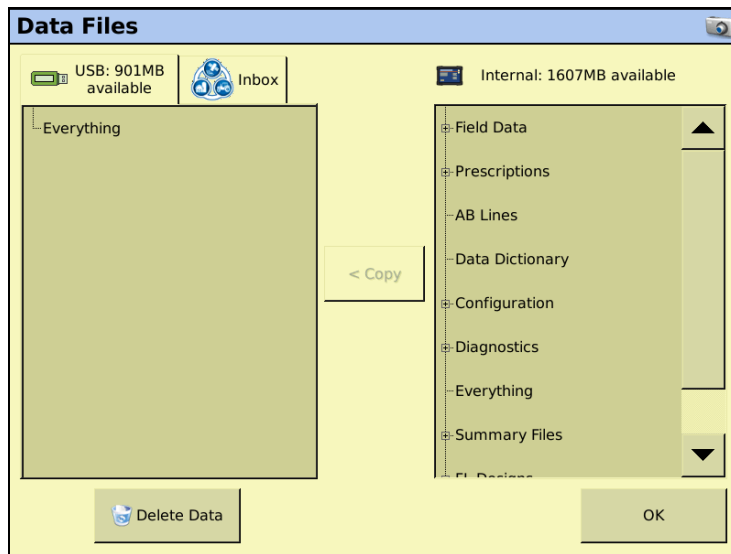 Data Files
USB: 901MB
available
Inbox
Internal: 1607MB available
Everything
Field Data
Prescriptions
AB Lines
Data Dictionary
< Copy
Configuration
Diagnostics
Everything
Summary Files
Delete Data
OK